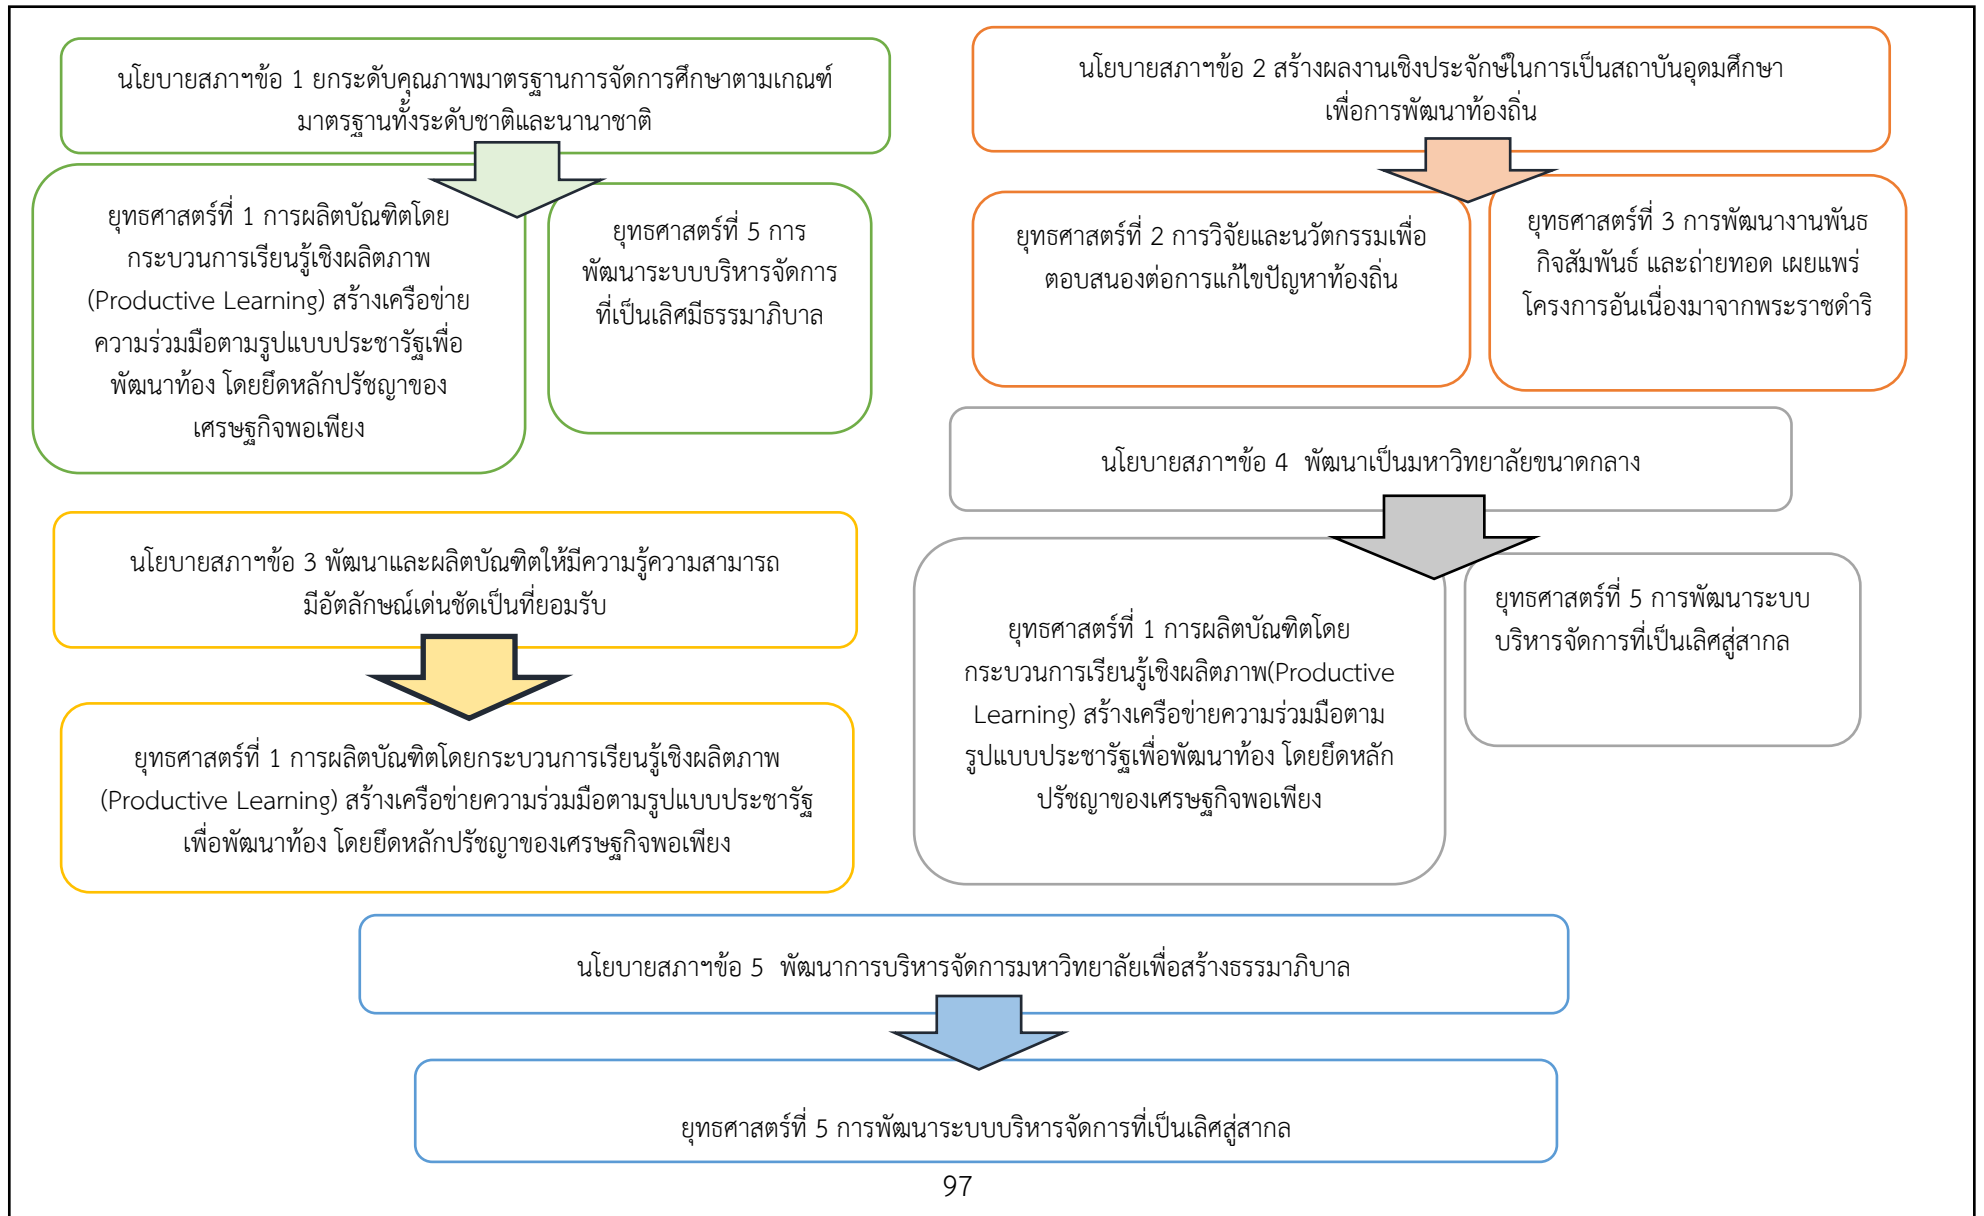 นโยบายสภาฯข้อ 1 ยกระดับคุณภาพมาตรฐานการจัดการศึกษาตามเกณฑ์
มาตรฐานทั้งระดับชาติและนานาชาติ
ยุทธศาสตร์ที่ 1 การผลิตบัณฑิตโดย
กระบวนการเรียนรู้เชิงผลิตภาพ
(Productive Learning) สร้างเครือข่าย
ความร่วมมือตามรูปแบบประชารัฐเพื่อ
พัฒนาท้อง โดยยึดหลักปรัชญาของ
เศรษฐกิจพอเพียง
ยุทธศาสตร์ที่ 5 การ
พัฒนาระบบบริหารจัดการ
ที่เป็นเลิศมีธรรมาภิบาล
นโยบายสภาฯข้อ 2 สร้างผลงานเชิงประจักษ์ในการเป็นสถาบันอุดมศึกษา
เพื่อการพัฒนาท้องถิ่น
ยุทธศาสตร์ที่ 2 การวิจัยและนวัตกรรมเพื่อ
ตอบสนองต่อการแก้ไขปัญหาท้องถิ่น
ยุทธศาสตร์ที่ 3 การพัฒนางานพันธ
กิจสัมพันธ์ และถ่ายทอด เผยแพร่
โครงการอันเนื่องมาจากพระราชดำริ
นโยบายสภาฯข้อ 3 พัฒนาและผลิตบัณฑิตให้มีความรู้ความสามารถ
มีอัตลักษณ์เด่นชัดเป็นที่ยอมรับ
ยุทธศาสตร์ที่ 1 การผลิตบัณฑิตโดยกระบวนการเรียนรู้เชิงผลิตภาพ
(Productive Learning) สร้างเครือข่ายความร่วมมือตามรูปแบบประชารัฐ
เพื่อพัฒนาท้อง โดยยึดหลักปรัชญาของเศรษฐกิจพอเพียง
นโยบายสภาฯข้อ 4  พัฒนาเป็นมหาวิทยาลัยขนาดกลาง
ยุทธศาสตร์ที่ 1 การผลิตบัณฑิตโดย
กระบวนการเรียนรู้เชิงผลิตภาพ(Productive
Learning) สร้างเครือข่ายความร่วมมือตาม
รูปแบบประชารัฐเพื่อพัฒนาท้อง โดยยึดหลัก
ปรัชญาของเศรษฐกิจพอเพียง
ยุทธศาสตร์ที่ 5 การพัฒนาระบบ
บริหารจัดการที่เป็นเลิศสู่สากล
นโยบายสภาฯข้อ 5  พัฒนาการบริหารจัดการมหาวิทยาลัยเพื่อสร้างธรรมาภิบาล
ยุทธศาสตร์ที่ 5 การพัฒนาระบบบริหารจัดการที่เป็นเลิศสู่สากล
97